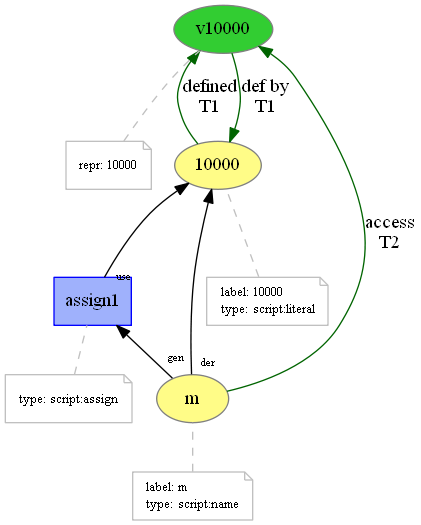 v10000
defined def by
T1 T1
repr: 10000
10000
access
T2
use
label: 10000
type: script:literal
assign1
gen
der
type: script:assign
m
label: m
type: script:name